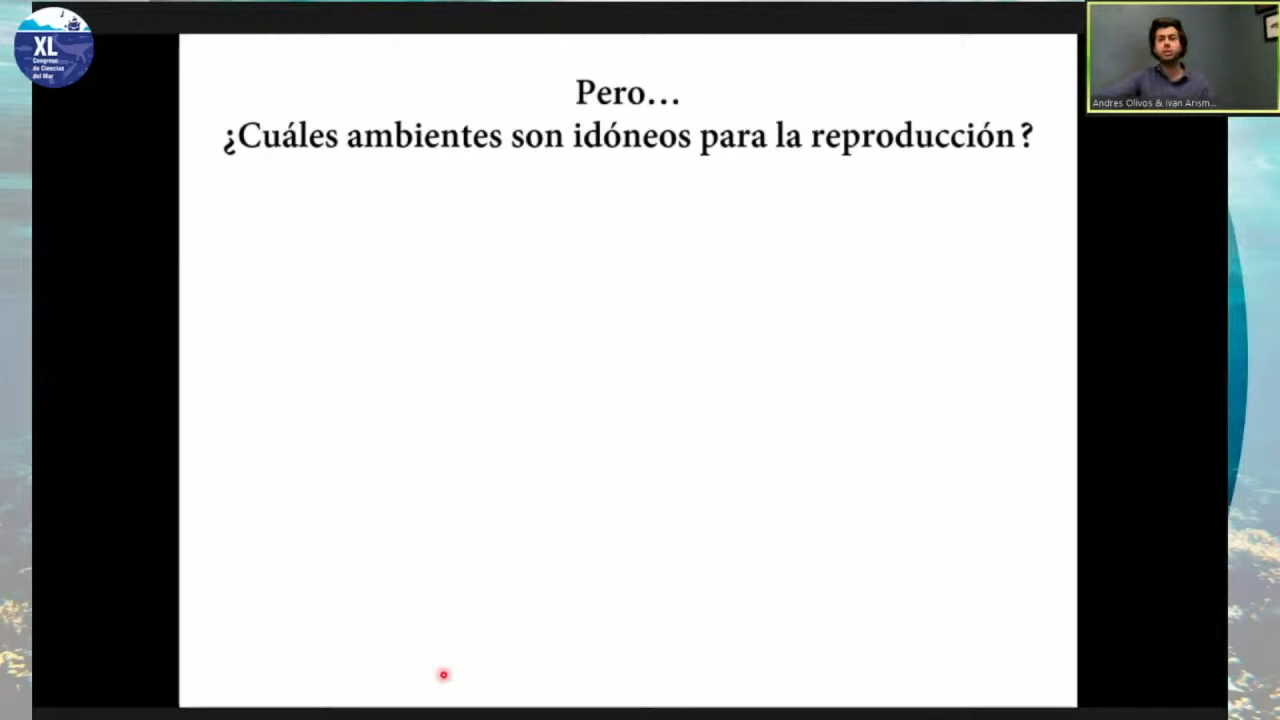 XL
Congreso
de Ciencias
del Mar
Pero...
¿Cuáles ambientes son idóneos para la reproducción?
Andres Olivos & Ivan Arism...